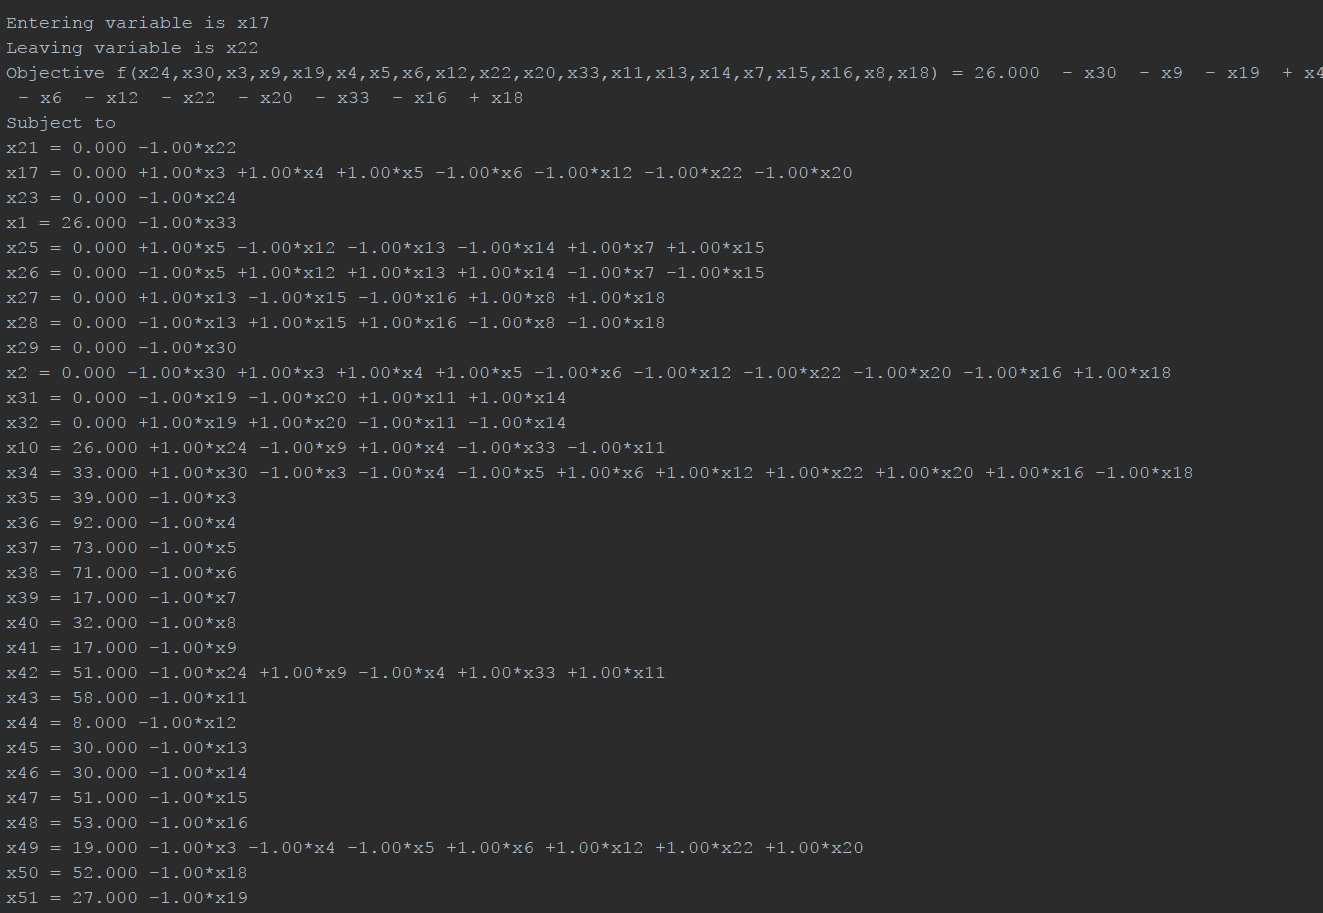 Entering variable is x17
Leaving variable is x22
Objective f(x24,x30,x3,x9,x19,x4,x5,x6,x12,x22,x20,x33,x11,x13,x14,x7,x15,x16,x8,x18) = 26.000  - x30  - x9  - x19  + x4
 - x6  - x12  - x22  - x20  - x33  - x16  + x18
Subject to
x21 = 0.000 -1.00*x22
x17 = 0.000 +1.00*x3 +1.00*x4 +1.00*x5 -1.00*x6 -1.00*x12 -1.00*x22 -1.00*x20
x23 = 0.000 -1.00*x24
x1 = 26.000 -1.00*x33
x25 = 0.000 +1.00*x5 -1.00*x12 -1.00*x13 -1.00*x14 +1.00*x7 +1.00*x15
x26 = 0.000 -1.00*x5 +1.00*x12 +1.00*x13 +1.00*x14 -1.00*x7 -1.00*x15
x27 = 0.000 +1.00*x13 -1.00*x15 -1.00*x16 +1.00*x8 +1.00*x18
x28 = 0.000 -1.00*x13 +1.00*x15 +1.00*x16 -1.00*x8 -1.00*x18
x29 = 0.000 -1.00*x30
x2 = 0.000 -1.00*x30 +1.00*x3 +1.00*x4 +1.00*x5 -1.00*x6 -1.00*x12 -1.00*x22 -1.00*x20 -1.00*x16 +1.00*x18
x31 = 0.000 -1.00*x19 -1.00*x20 +1.00*x11 +1.00*x14
x32 = 0.000 +1.00*x19 +1.00*x20 -1.00*x11 -1.00*x14
x10 = 26.000 +1.00*x24 -1.00*x9 +1.00*x4 -1.00*x33 -1.00*x11
x34 = 33.000 +1.00*x30 -1.00*x3 -1.00*x4 -1.00*x5 +1.00*x6 +1.00*x12 +1.00*x22 +1.00*x20 +1.00*x16 -1.00*x18
x35 = 39.000 -1.00*x3
x36 = 92.000 -1.00*x4
x37 = 73.000 -1.00*x5
x38 = 71.000 -1.00*x6
x39 = 17.000 -1.00*x7
x40 = 32.000 -1.00*x8
x41 = 17.000 -1.00*x9
x42 = 51.000 -1.00*x24 +1.00*x9 -1.00*x4 +1.00*x33 +1.00*x11
x43 = 58.000 -1.00*x11
x44 = 8.000 -1.00*x12
x45 = 30.000 -1.00*x13
x46 = 30.000 -1.00*x14
x47 = 51.000 -1.00*x15
x48 = 53.000 -1.00*x16
x49 = 19.000 -1.00*x3 -1.00*x4 -1.00*x5 +1.00*x6 +1.00*x12 +1.00*x22 +1.00*x20
x50 = 52.000 -1.00*x18
x51 = 27.000 -1.00*x19